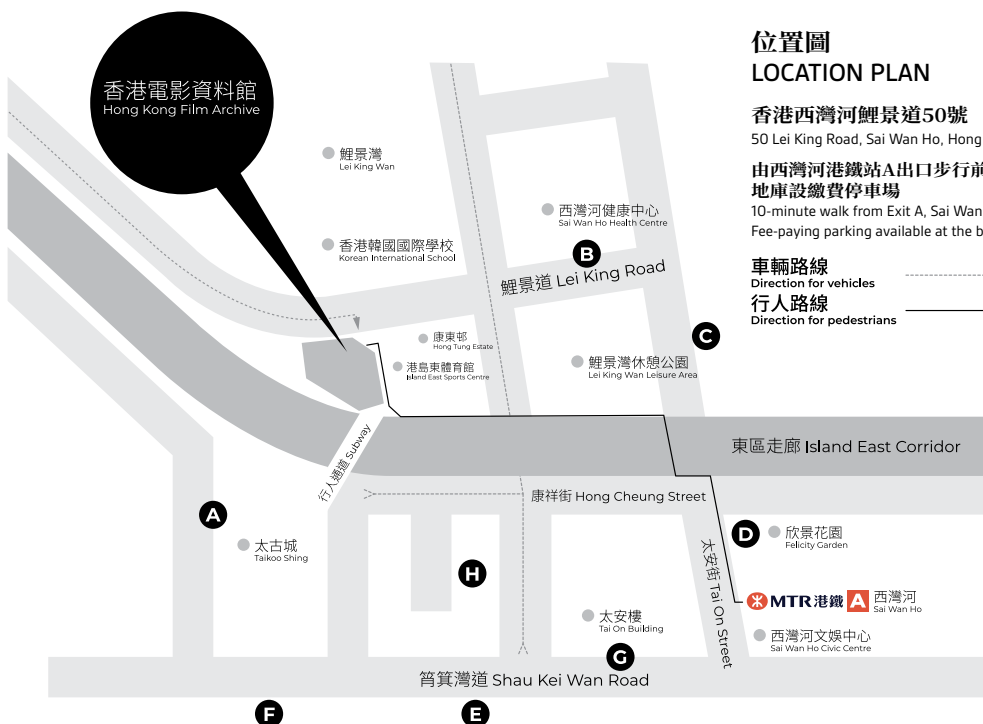 香港電影資料館
Hong Kong Film Archive
位置圖
LOCATION PLAN
香港西灣河鯉景道50號
50 Lei King Road, Sai Wan Ho, Hong
由西灣河港鐵站A出口步行前
地庫設繳費停車場
10-minute walk from Exit A, Sai Wan
Fee-paying parking available at the b
車輛路線
Direction for vehicles
行人路線
Direction for pedestrians
鯉景灣
Lei King Wan
香港韓國國際學校
Korean International School
西灣河健康中心
Sai Wan Ho Health Centre
B
鯉景道 Lei King Road
C
康東邨
Hong Tung Estate
港島東體育館
Island East Sports Centre
鯉景灣休憩公園
Lei King Wan Leisure Area
東區走廊 Island East Corridor
行人通道 Subway
康祥街 Hong Cheung Street
A
太古城
Taikoo Shing
H
D
欣景花園
Felicity Garden
太安街 Tai On Street
MTR 港鐵 A 西灣河
Sai Wan Ho
太安樓
Tai On Building
西灣河文娛中心
Sai Wan Ho Civic Centre
G
筲箕灣道 Shau Kei Wan Road
F
E